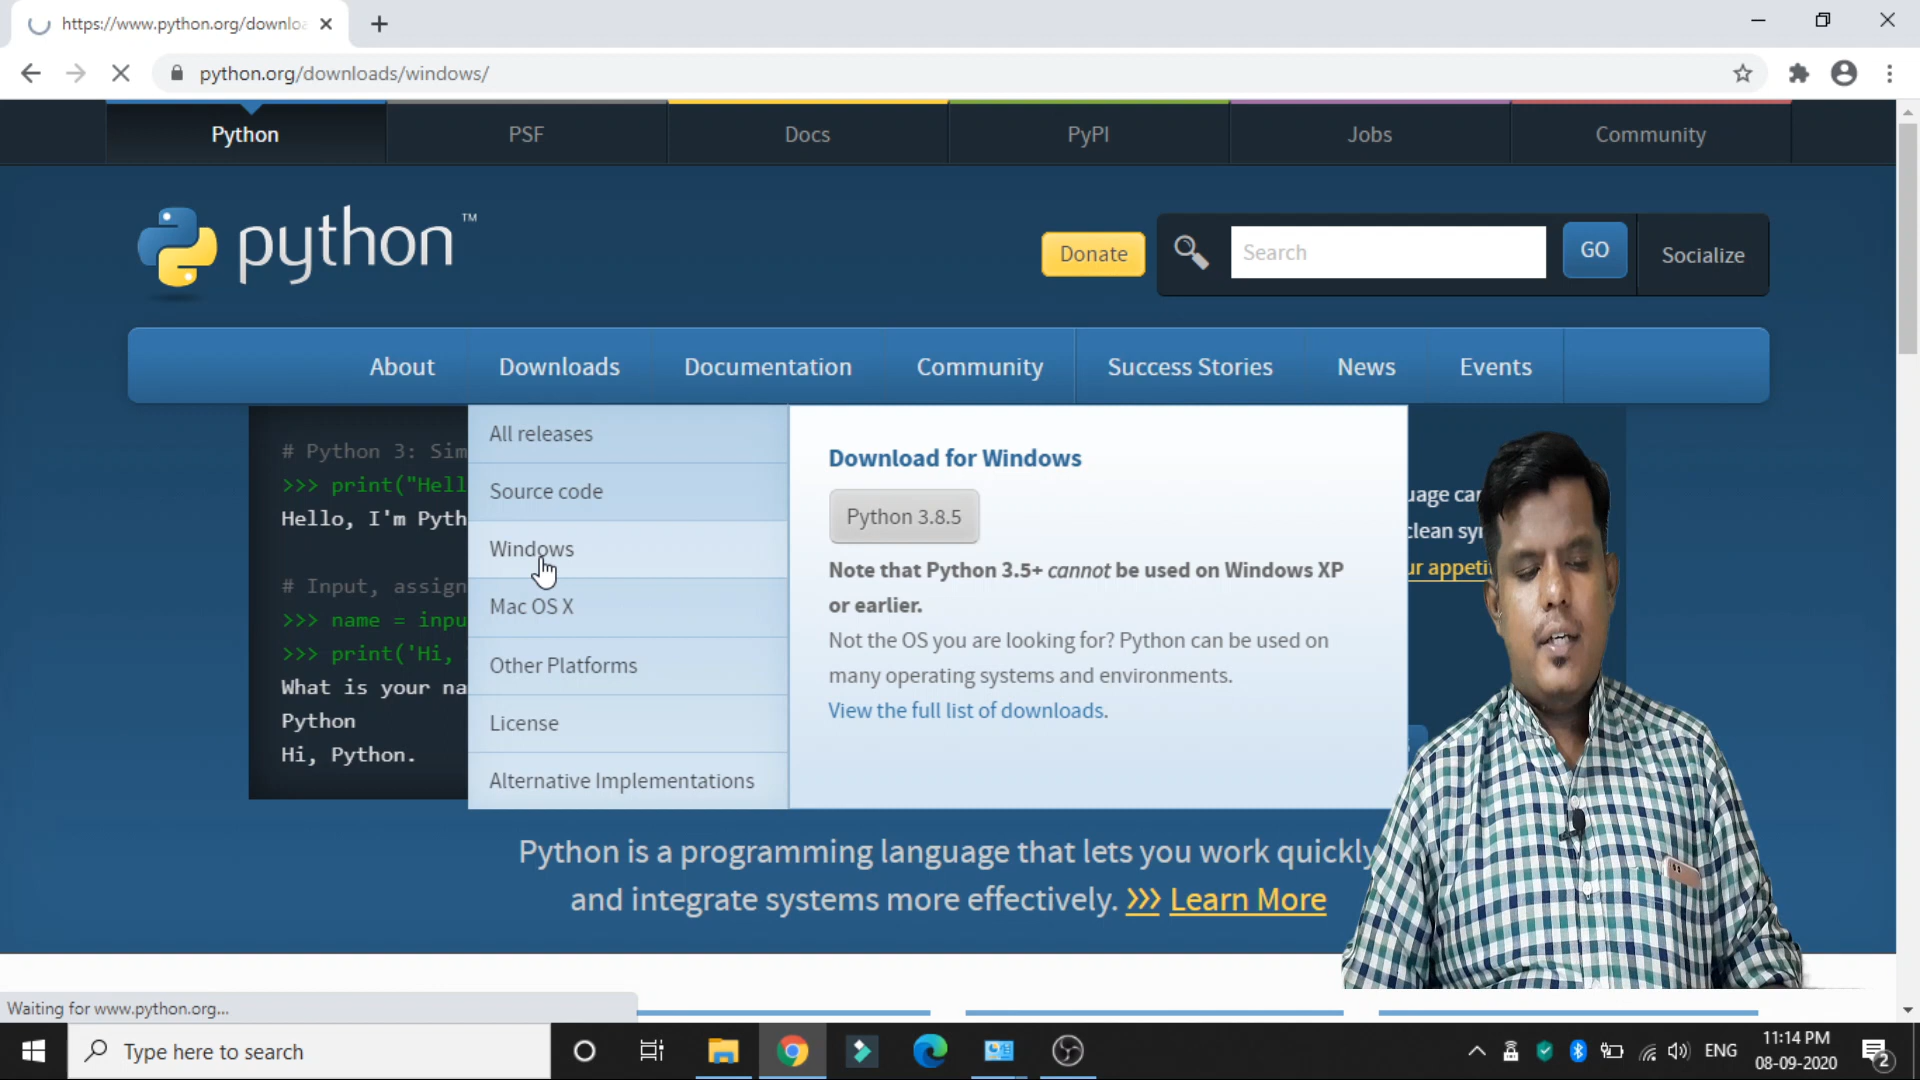 https://www.python.org/downloa
python.org/downloads/windows/
Python
PSF
Docs
PyPI
Jobs
Community
python™
Donate
Search
GO
Socialize
About
Downloads
Documentation
Community
Success Stories
News
Events
# Python 3: Sim
>>> print("Hell
Hello, I'm Pyth
# Input, assign
>>> name = inpu
>>> print('Hi,
What is your na
Python
Hi, Python.
All releases
Source code
Windows
Mac OS X
Other Platforms
License
Alternative Implementations
Download for Windows
Python 3.8.5
Note that Python 3.5+ cannot be used on Windows XP
or earlier.
Not the OS you are looking for? Python can be used on
many operating systems and environments.
View the full list of downloads.
uage can
clean syn
ur appeti
Python is a programming language that lets you work quickly
and integrate systems more effectively. >>> Learn More
Waiting for www.python.org...
Type here to search
ENG
11:14 PM
08-09-2020
2